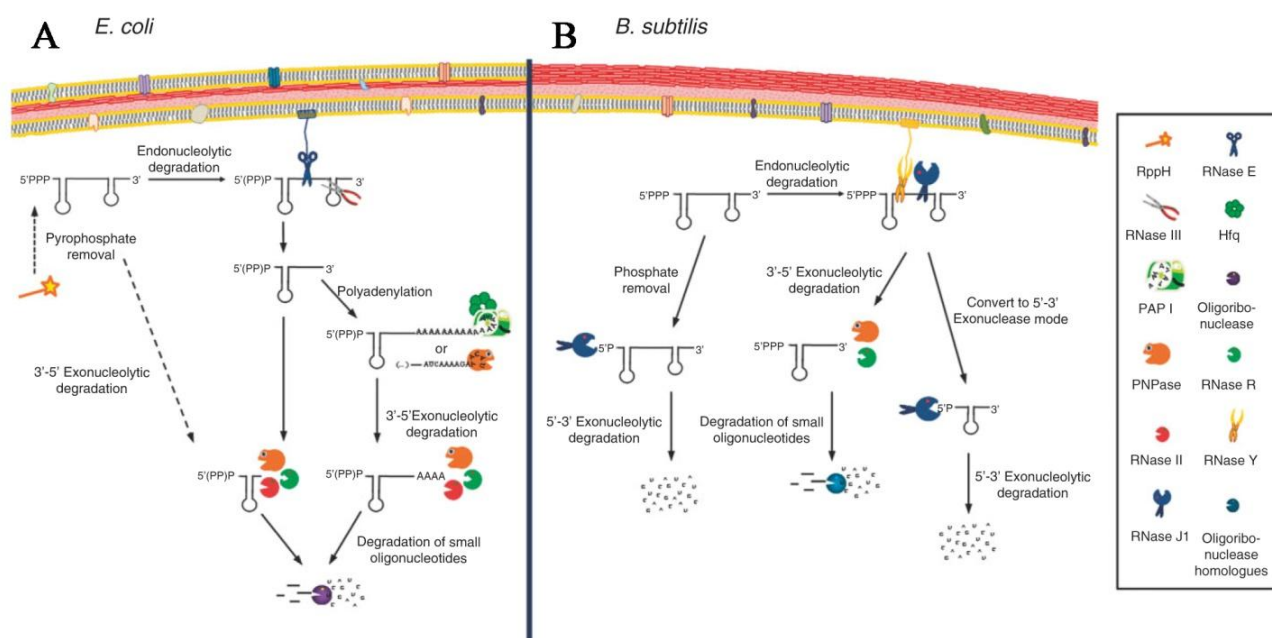 A
E. coli
B
B. subtilis
Endonucleolytic
degradation
5'PPP
3'
5'(PP)P
3'
Pyrophosphate
removal
5'(PP)P
3'
Polyadenylation
5'(PP)P
AAAAAAAAAA
or
(...)
AUCAAAAGA
3'-5' Exonucleolytic
degradation
3'-5'Exonucleolytic
degradation
5'(PP)P
5'(PP)P
AAAA
Degradation of small
oligonucleotides
Endonucleolytic
degradation
5'PPP
3'
5'PPP
3'
Phosphate
removal
3'-5' Exonucleolytic
degradation
Convert to 5'-3'
Exonuclease mode
5'P
3'
5'PPP
3'
5'P
3'
5'-3' Exonucleolytic
degradation
Degradation of small
oligonucleotides
5'-3' Exonucleolytic
degradation
RppH
RNase E
RNase III
Hfq
PAP I
Oligoribo-
nuclease
PNPase
RNase R
RNase II
RNase Y
RNase J1
Oligoribo-
nuclease
homologues